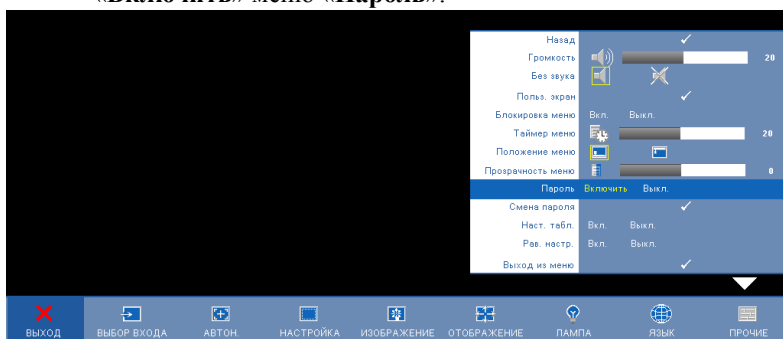 «Включить» меню «Пароль».
Назад
Громкость 20
Без звука
Польз. экран
Блокировка меню Вкл. Выкл.
Таймер меню 20
Положение меню
Прозрачность меню 0
Пароль Включить Выкл.
Смена пароля
Наст. табл. Вкл. Выкл.
Рав. настр. Вкл. Выкл.
Выход из меню
ВЫХОД ВЫБОР ВХОДА АВТОН. НАСТРОЙКА ИЗОБРАЖЕНИЕ ОТОБРАЖЕНИЕ ЛАМПА ЯЗЫК ПРОЧИЕ